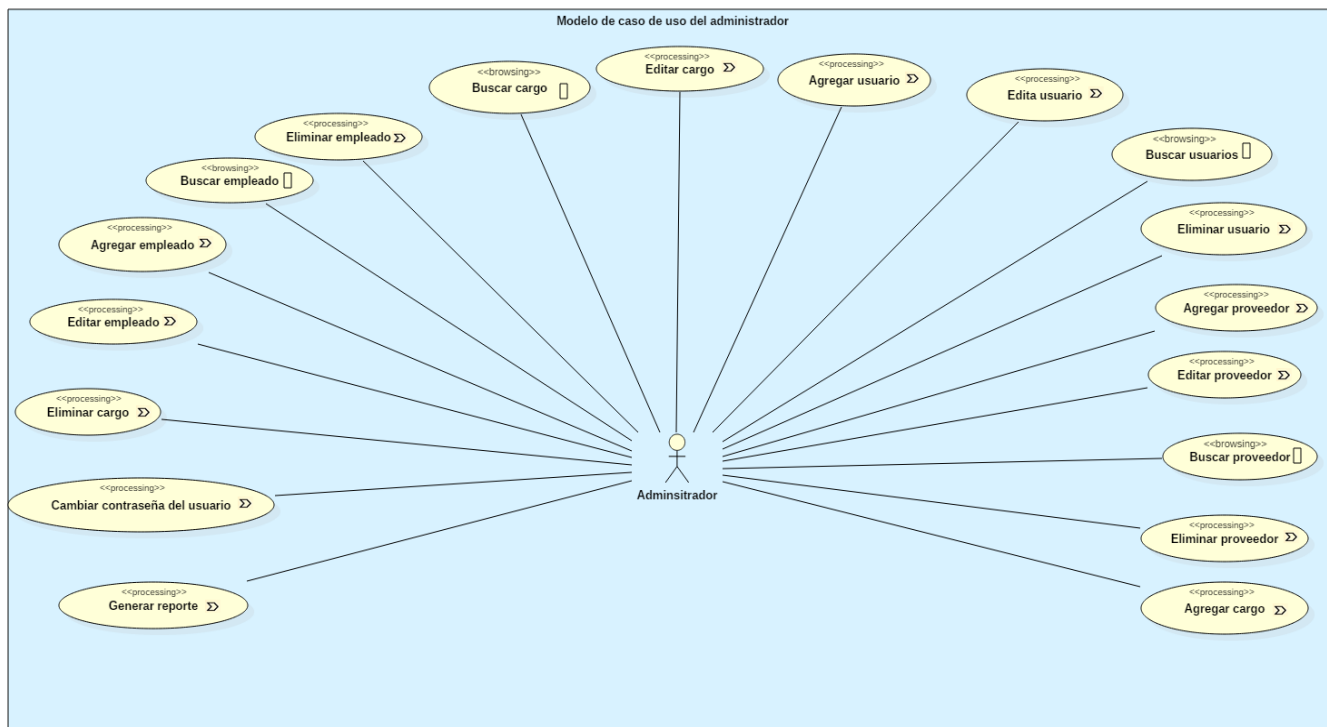 Modelo de caso de uso del administrador
<<processing>>
Editar cargo
<<processing>>
Agregar usuario
<<browsing>>
Buscar cargo
<<processing>>
Edita usuario
<<processing>>
Eliminar empleado
<<browsing>>
Buscar usuarios
<<browsing>>
Buscar empleado
<<processing>>
Eliminar usuario
<<processing>>
Agregar empleado
<<processing>>
Agregar proveedor
<<processing>>
Editar empleado
<<processing>>
Editar proveedor
<<processing>>
Eliminar cargo
<<browsing>>
Buscar proveedor
Adminsitrador
<<processing>>
Cambiar contraseña del usuario
<<processing>>
Eliminar proveedor
<<processing>>
Generar reporte
<<processing>>
Agregar cargo